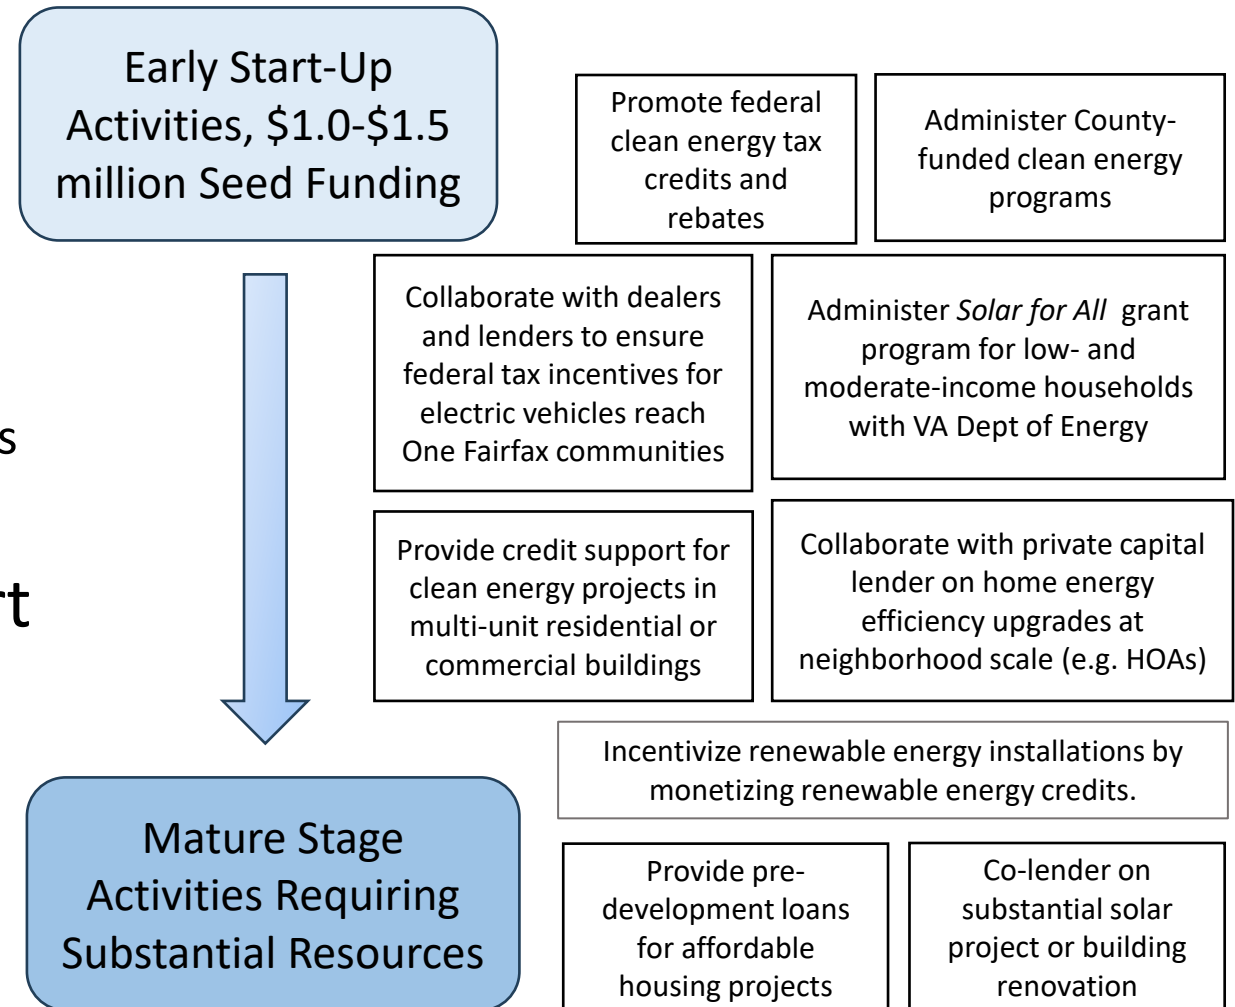 Early Start-Up
Activities, $1.0-$1.5
million Seed Funding
Promote federal
clean energy tax
credits and
rebates
Administer County-
funded clean energy
programs
Collaborate with dealers
and lenders to ensure
federal tax incentives for
electric vehicles reach
One Fairfax communities
Administer Solar for All grant
program for low- and
moderate-income households
with VA Dept of Energy
s
rt
Provide credit support for
clean energy projects in
multi-unit residential or
commercial buildings
Collaborate with private capital
lender on home energy
efficiency upgrades at
neighborhood scale (e.g. HOAs)
Incentivize renewable energy installations by
monetizing renewable energy credits.
Mature Stage
Activities Requiring
Substantial Resources
Provide pre-
development loans
for affordable
housing projects
Co-lender on
substantial solar
project or building
renovation